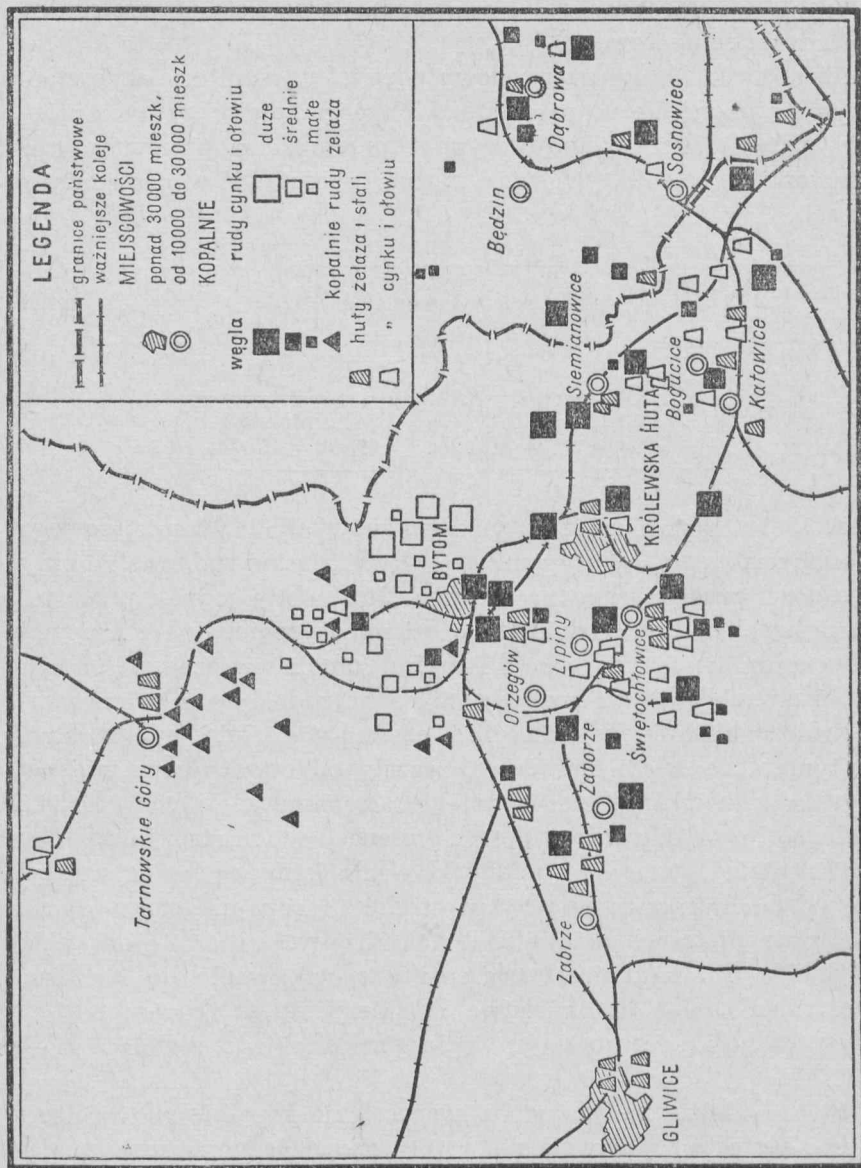 LEGENDA
granice państwowe
ważniejsze koleje
MIEJSCOWOŚCI
ponad 30000 mieszk.
od 10000 do 30000 mieszk
KOPALNIE
węgla
rudy cynku i ołowiu
duze
średnie
małe
kopalnie rudy żelaza
huty żelaza i stali
„ cynku i ołowiu
Tarnowskie Góry
BYTOM
Będzin
Dąbrowa
Sosnowiec
Siemianowice
KRÓLEWSKA HUTA
Bogucice
Katowice
Orzegów
Lipiny
Świętochłowice
Zaborze
Zabrze
GLIWICE